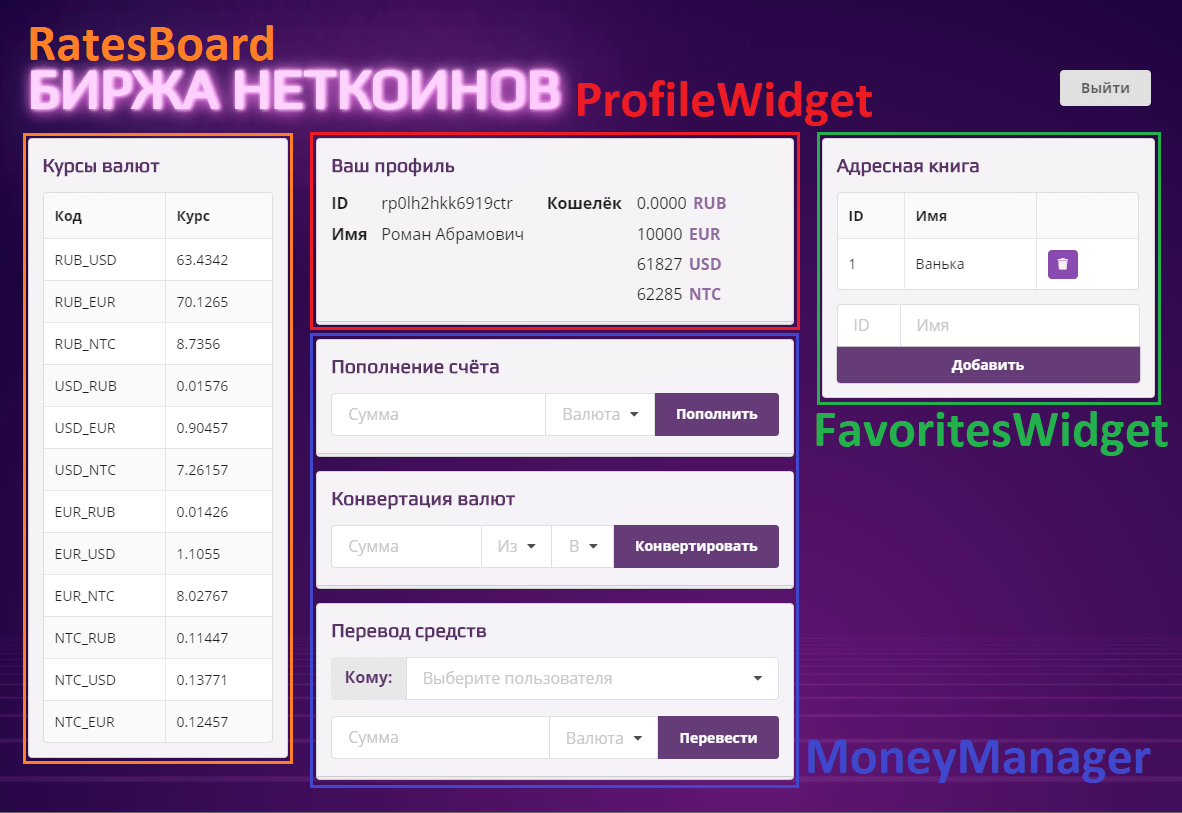 RatesBoard
БИРЖА НЕТКОИНОВ
ProfileWidget
Выйти
Курсы валют
Код Курс
RUB_USD 63.4342
RUB_EUR 70.1265
RUB_NTC 8.7356
USD_RUB 0.01576
USD_EUR 0.90457
USD_NTC 7.26157
EUR_RUB 0.01426
EUR_USD 1.1055
EUR_NTC 8.02767
NTC_RUB 0.11447
NTC_USD 0.13771
NTC_EUR 0.12457
Ваш профиль
ID rp0lh2hkk6919ctr Кошелёк 0.0000 RUB
Имя Роман Абрамович 10000 EUR
61827 USD
62285 NTC
Пополнение счёта
Сумма Валюта Пополнить
Конвертация валют
Сумма Из В Конвертировать
Перевод средств
Кому: Выберите пользователя
Сумма Валюта Перевести
MoneyManager
Адресная книга
ID Имя
1 Ванька
ID Имя
Добавить
FavoritesWidget